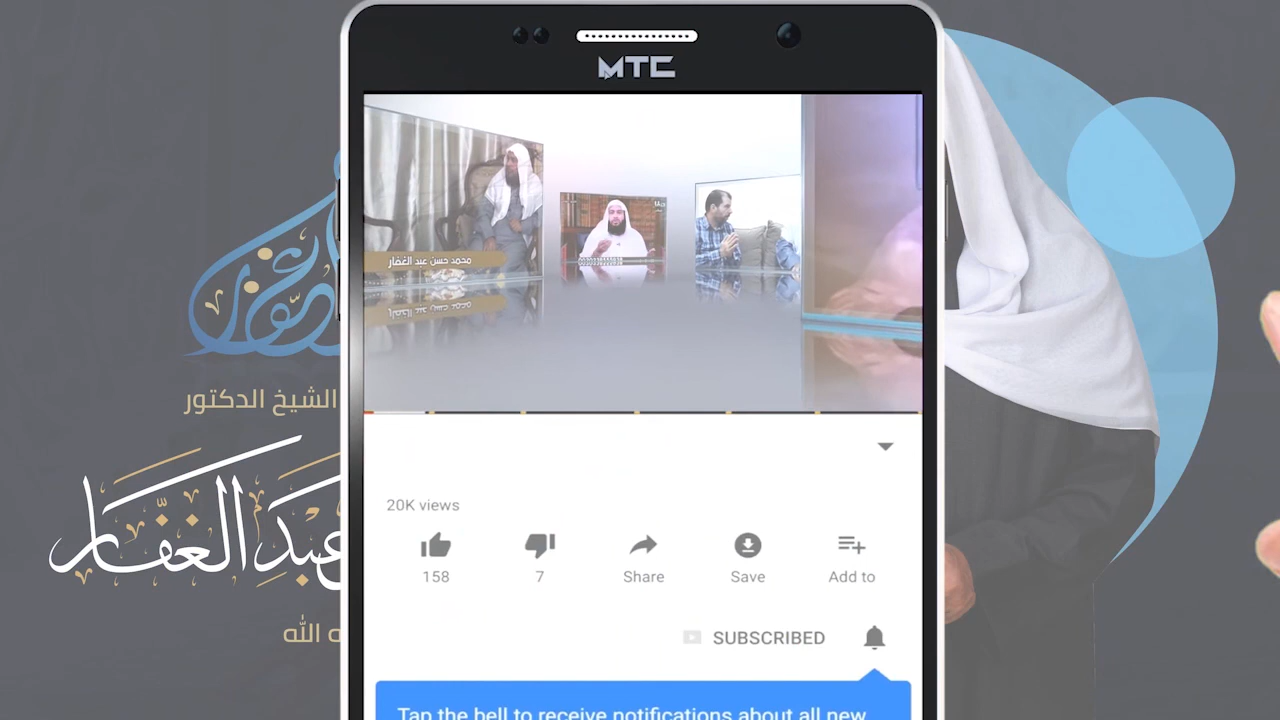 MTC
محمد حسن عبد الغفار
الشيخ الدكتور
عبد الغفار
ه الله
20K views
158
7
Share
Save
Add to
SUBSCRIBED
Tap the bell to receive notifications about all new